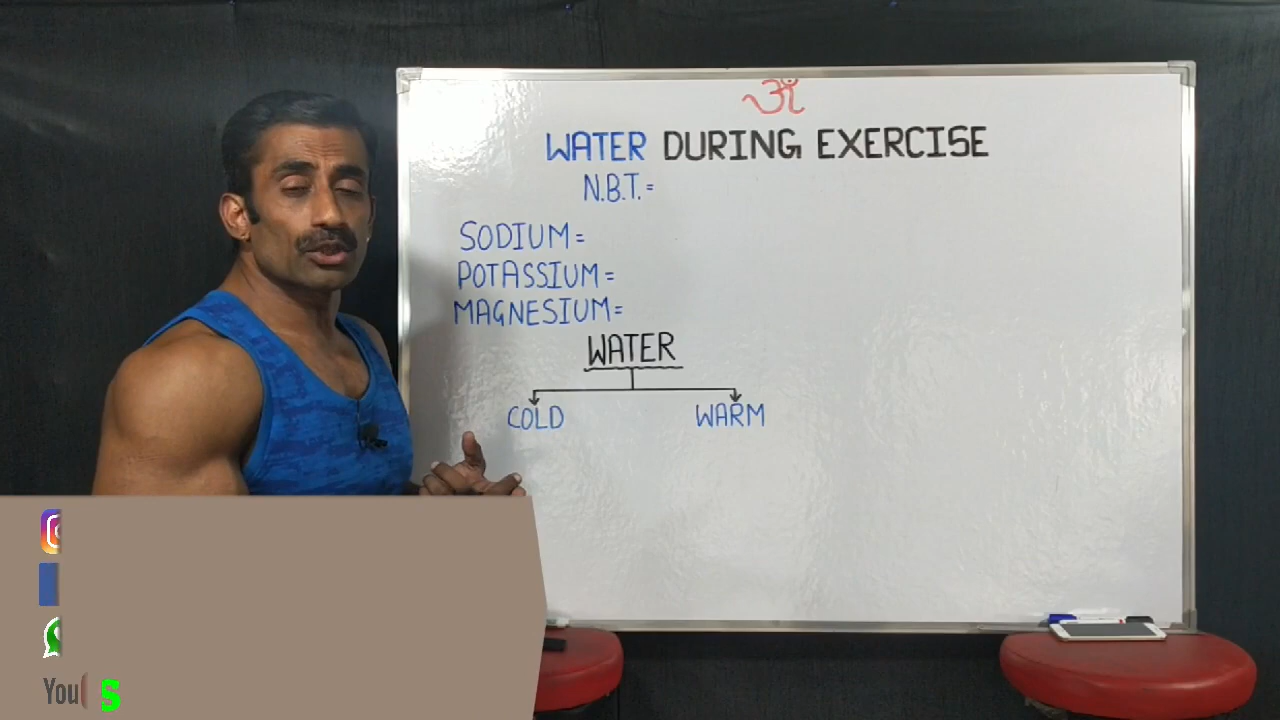 ॐ
WATER DURING EXERCISE
N.B.T.=
SODIUM=
POTASSIUM=
MAGNESIUM=
WATER
COLD WARM
You S